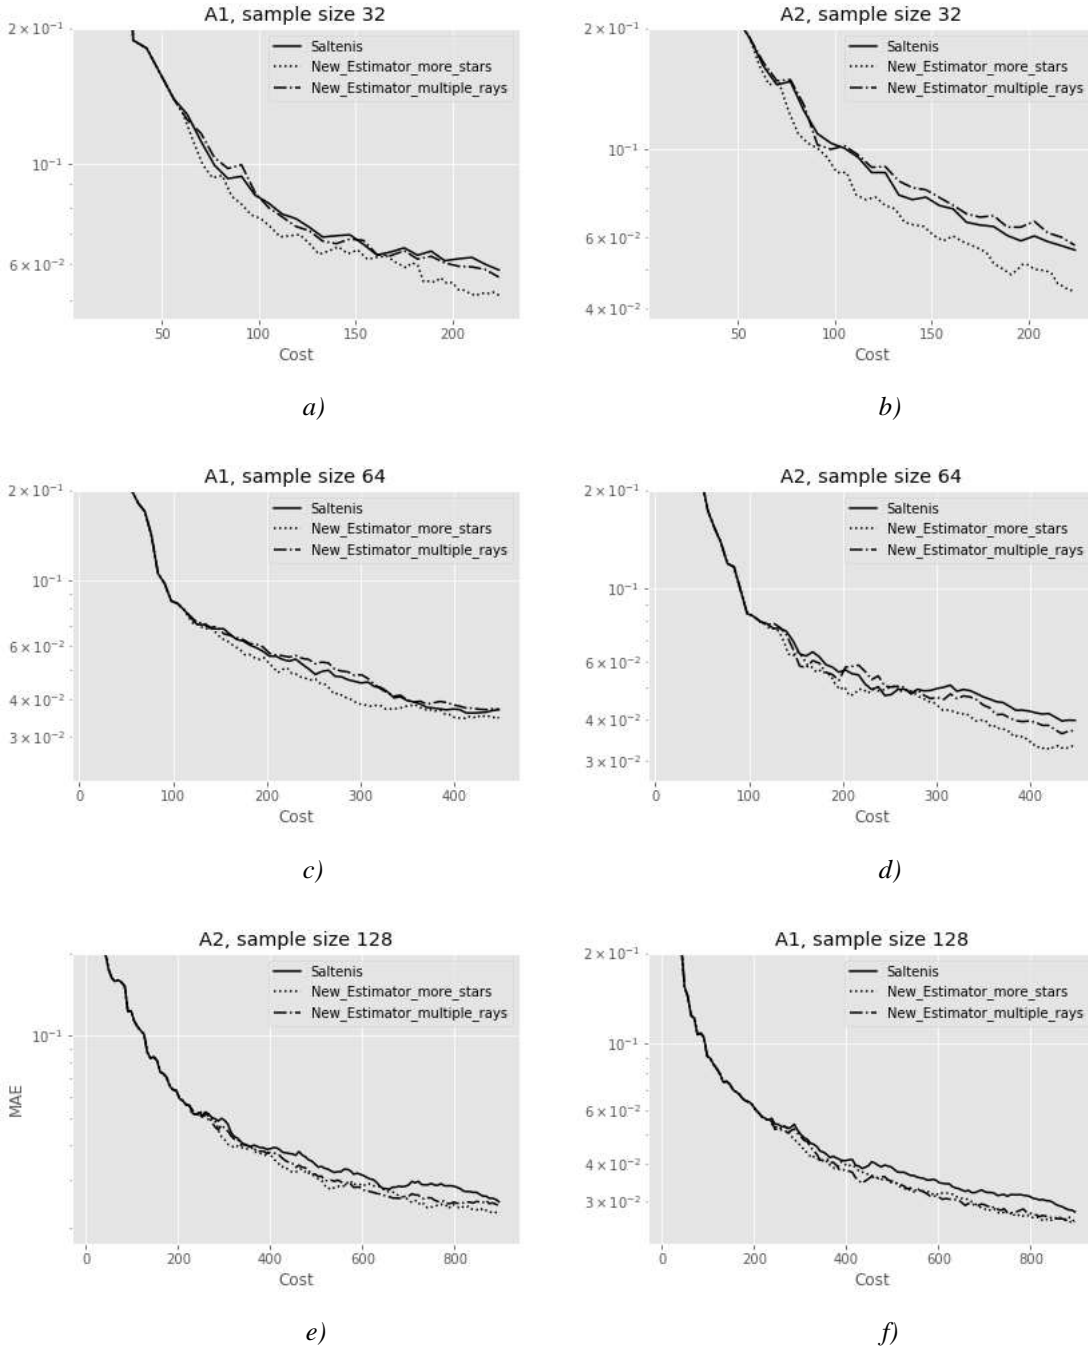 A1, sample size 32
2 × 10⁻¹
10⁻¹
6 × 10⁻²
Saltenis
New_Estimator_more_stars
New_Estimator_multiple_rays
50 100 150 200
Cost
a)
A2, sample size 32
2 × 10⁻¹
10⁻¹
6 × 10⁻²
4 × 10⁻²
Saltenis
New_Estimator_more_stars
New_Estimator_multiple_rays
50 100 150 200
Cost
b)
A1, sample size 64
2 × 10⁻¹
10⁻¹
6 × 10⁻²
4 × 10⁻²
3 × 10⁻²
Saltenis
New_Estimator_more_stars
New_Estimator_multiple_rays
0 100 200 300 400
Cost
c)
A2, sample size 64
2 × 10⁻¹
10⁻¹
6 × 10⁻²
4 × 10⁻²
3 × 10⁻²
Saltenis
New_Estimator_more_stars
New_Estimator_multiple_rays
0 100 200 300 400
Cost
d)
A2, sample size 128
10⁻¹
MAE
Saltenis
New_Estimator_more_stars
New_Estimator_multiple_rays
0 200 400 600 800
Cost
e)
A1, sample size 128
2 × 10⁻¹
10⁻¹
6 × 10⁻²
4 × 10⁻²
3 × 10⁻²
Saltenis
New_Estimator_more_stars
New_Estimator_multiple_rays
0 200 400 600 800
Cost
f)